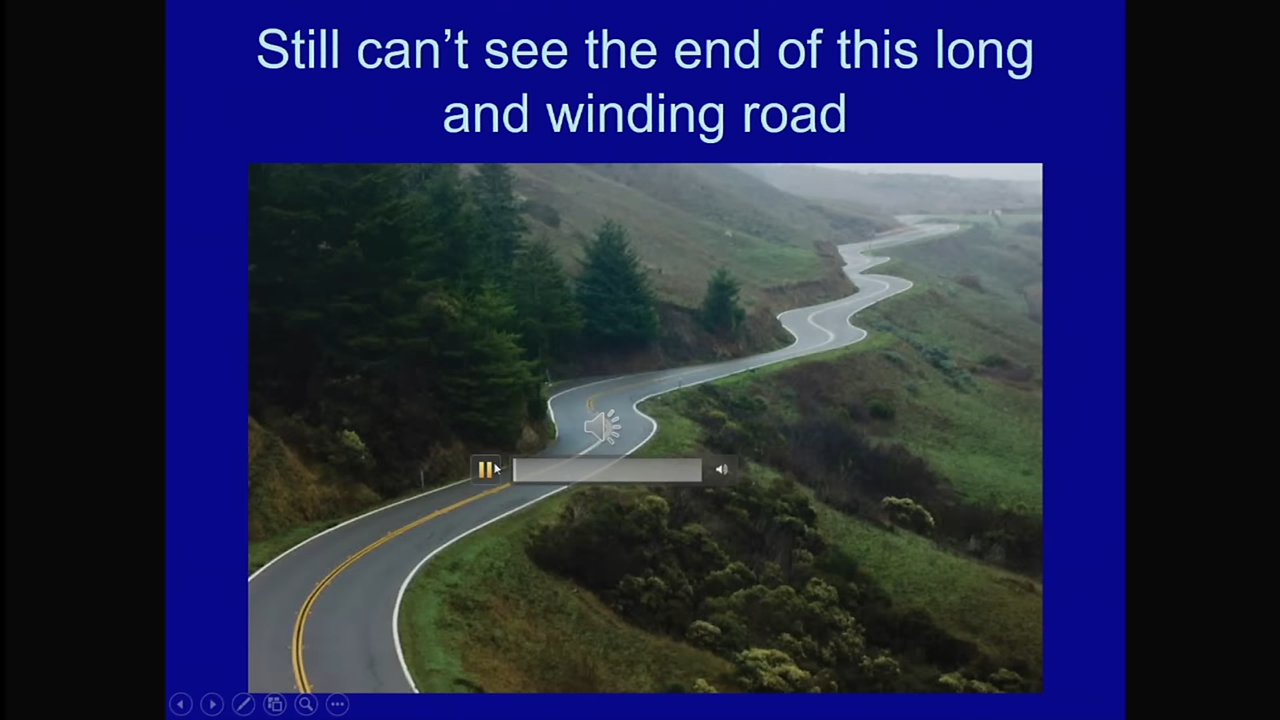 Still can’t see the end of this long
and winding road